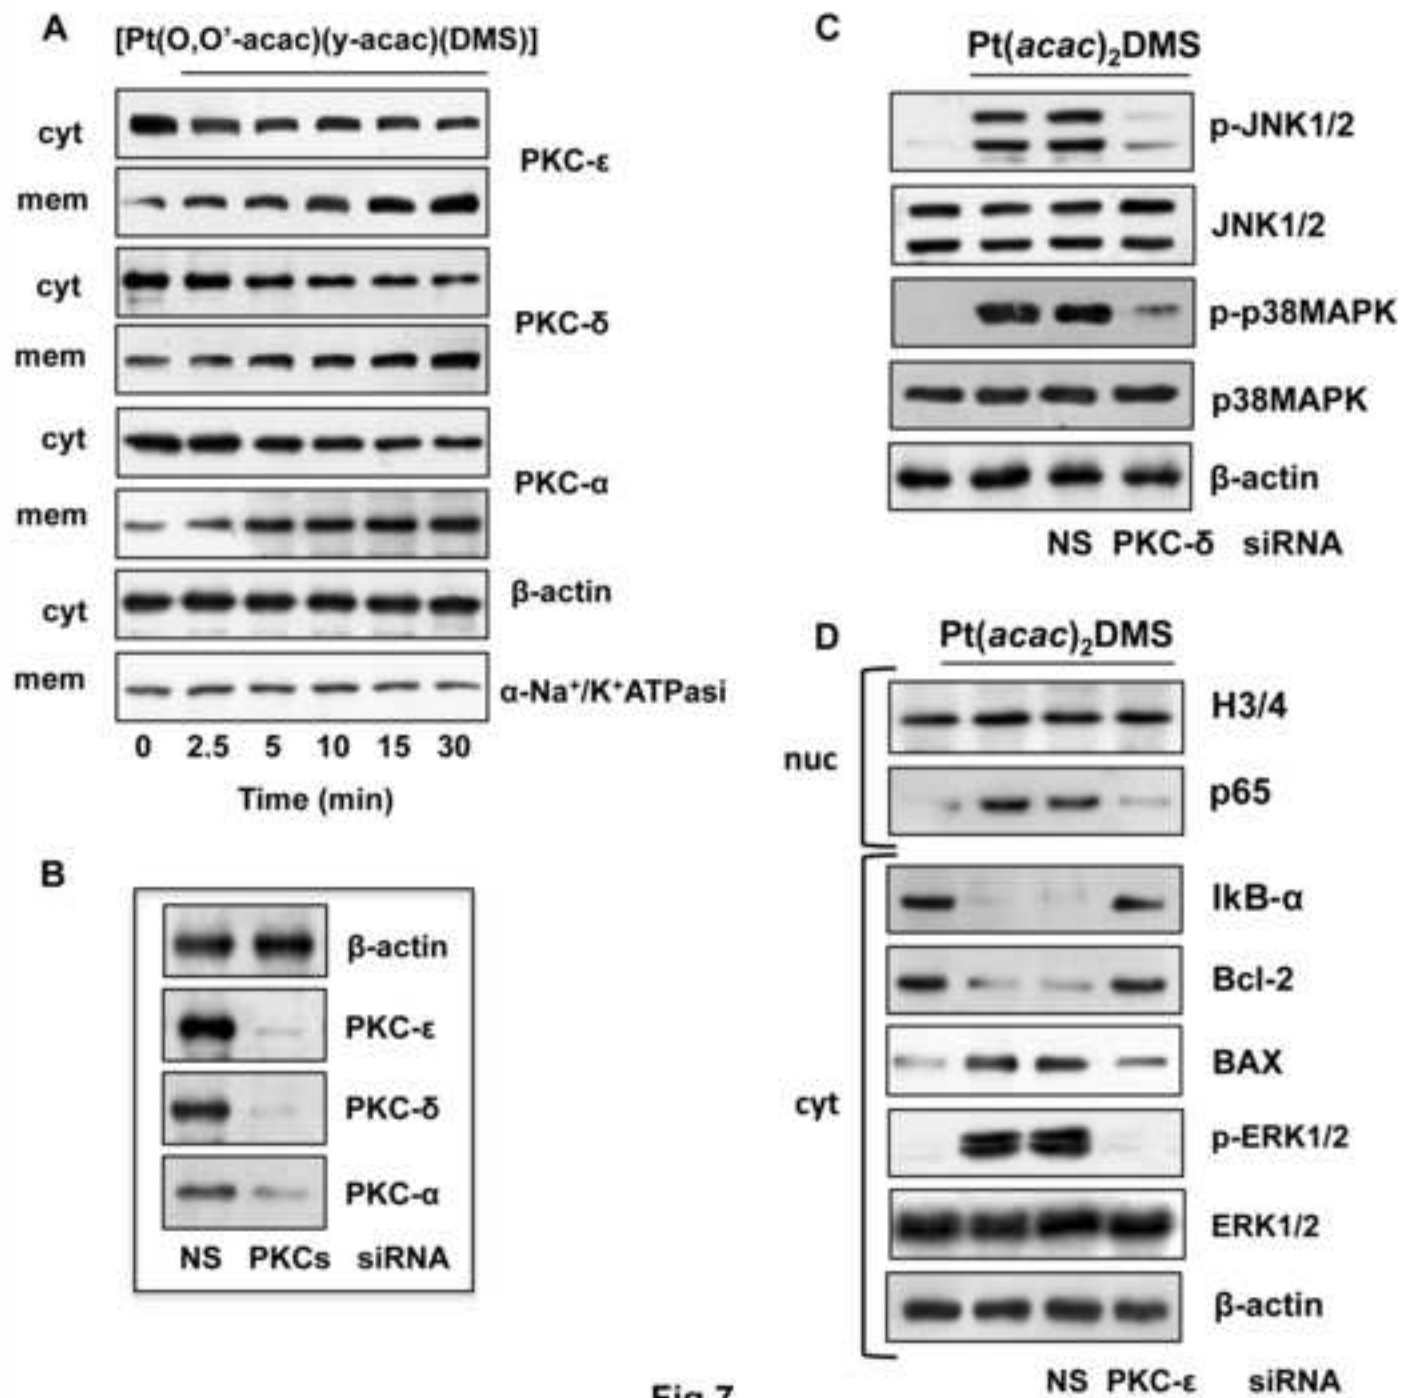 A
[Pt(O,O'-acac)(γ-acac)(DMS)]
cyt
PKC-ε
mem
cyt
PKC-δ
mem
cyt
PKC-α
mem
cyt
β-actin
mem
α-Na⁺/K⁺ATPasi
0 2.5 5 10 15 30
Time (min)
B
β-actin
PKC-ε
PKC-δ
PKC-α
NS PKCs siRNA
C
Pt(acac)₂DMS
p-JNK1/2
JNK1/2
p-p38MAPK
p38MAPK
β-actin
NS PKC-δ siRNA
D
Pt(acac)₂DMS
nuc
H3/4
p65
cyt
IkB-α
Bcl-2
BAX
p-ERK1/2
ERK1/2
β-actin
NS PKC-ε siRNA
Fig 7